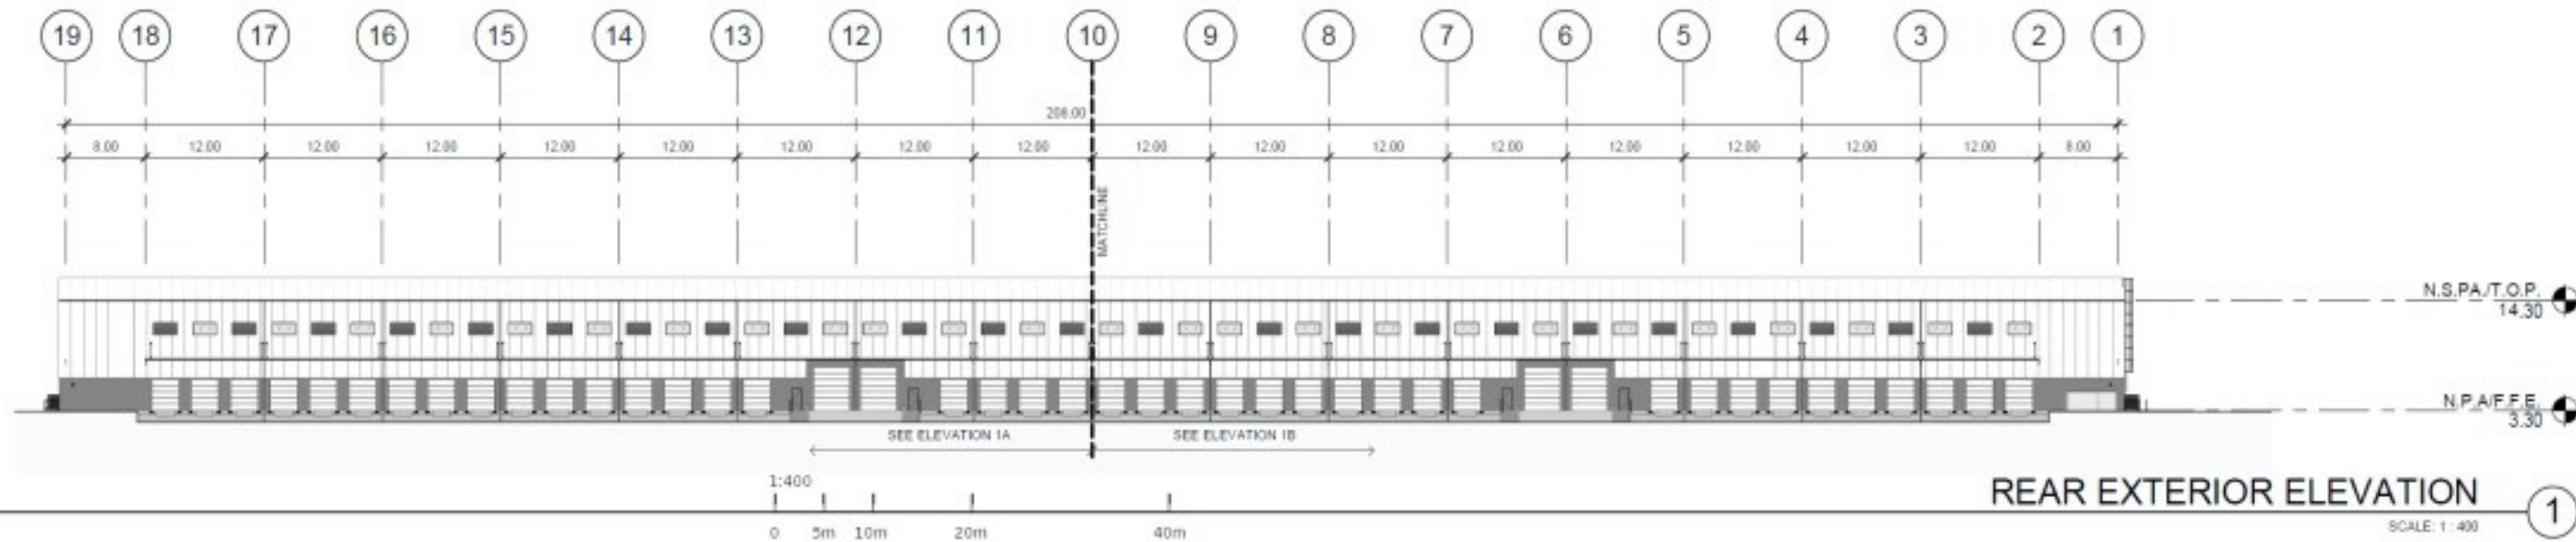 19 18 17 16 15 14 13 12 11 10 9 8 7 6 5 4 3 2 1
208.00
8.00 12.00 12.00 12.00 12.00 12.00 12.00 12.00 12.00 12.00 12.00 12.00 12.00 12.00 12.00 12.00 12.00 8.00
MATCHLINE
N.S.PA./T.O.P.
14.30
N.P.A/F.F.E.
3.30
SEE ELEVATION 1A SEE ELEVATION 1B
1:400
0 5m 10m 20m 40m
REAR EXTERIOR ELEVATION
1
SCALE: 1 : 400